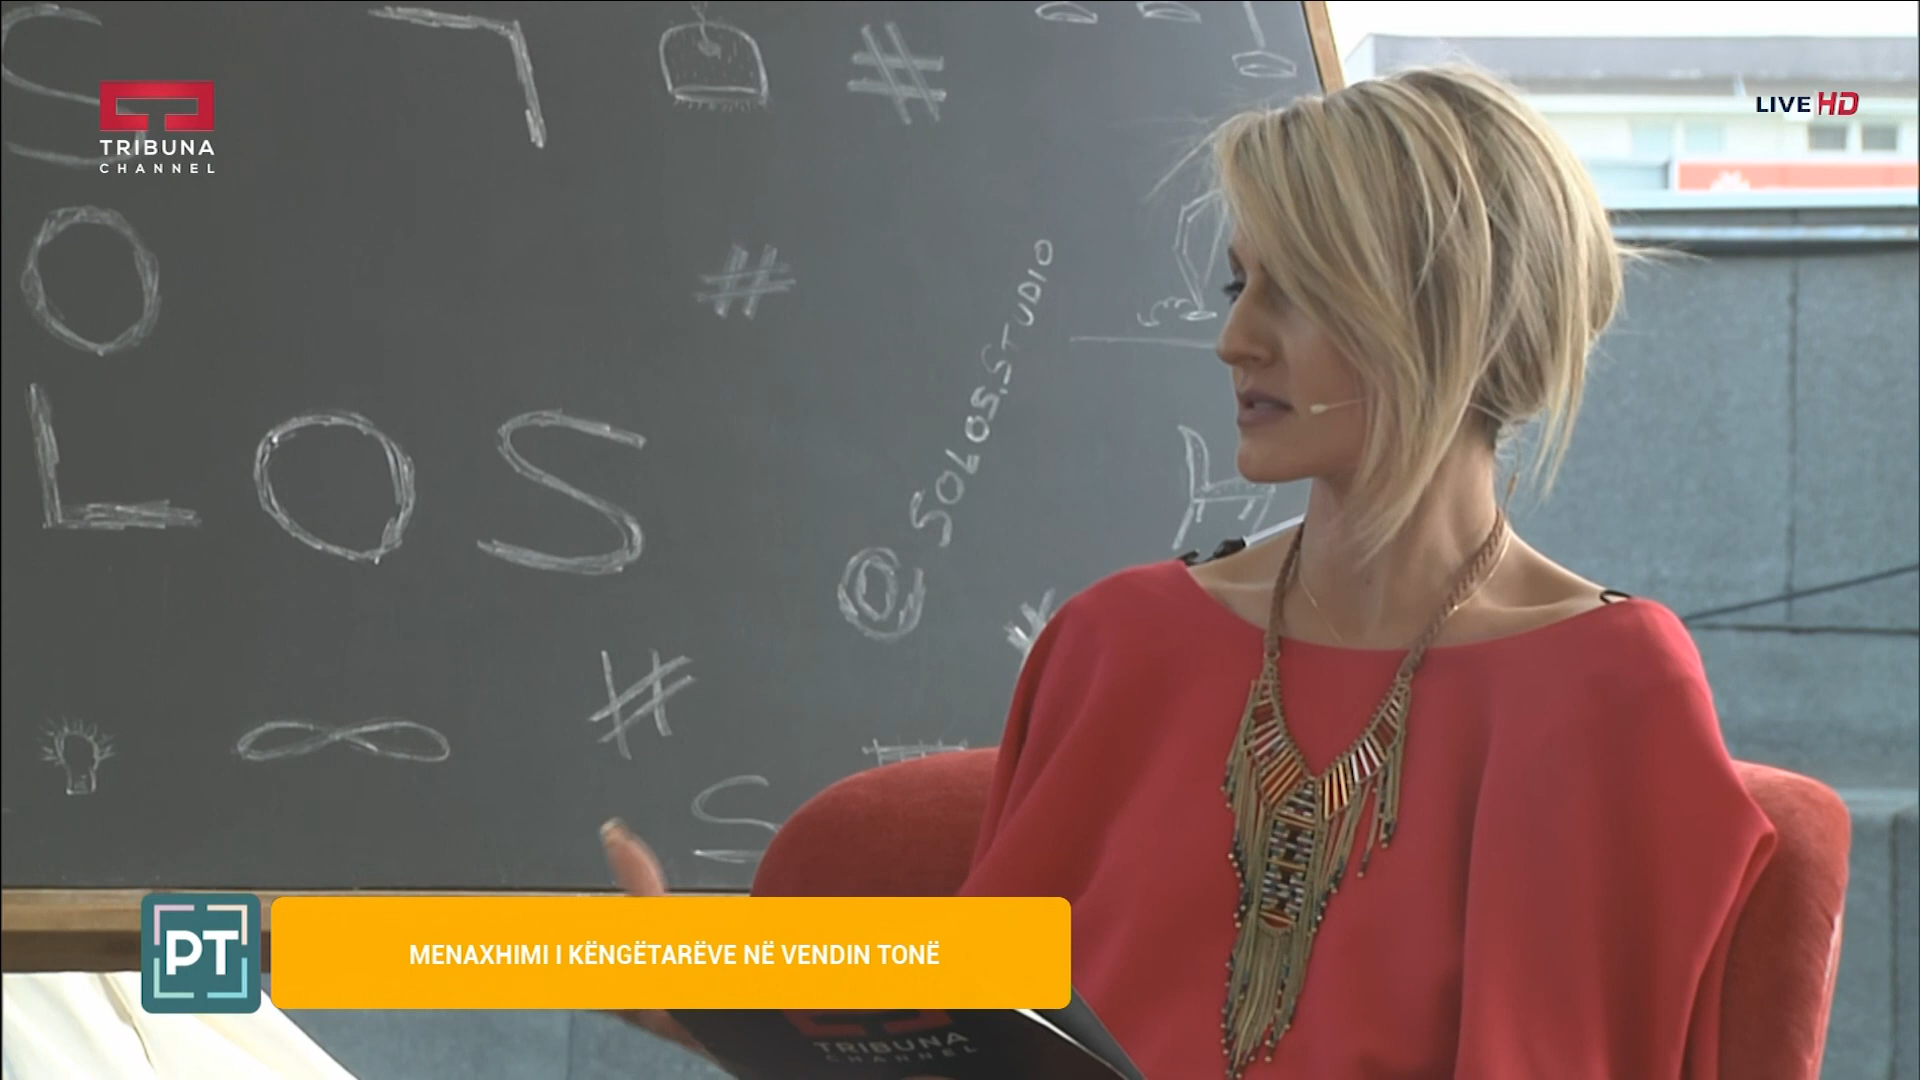 S
TRIBUNA
CHANNEL
LIVE HD
#
O
#
LOS
@SOLOS.STUDIO
#
S
PT
MENAXHIMI I KËNGËTARËVE NË VENDIN TONË
TRIBUNA
CHANNEL